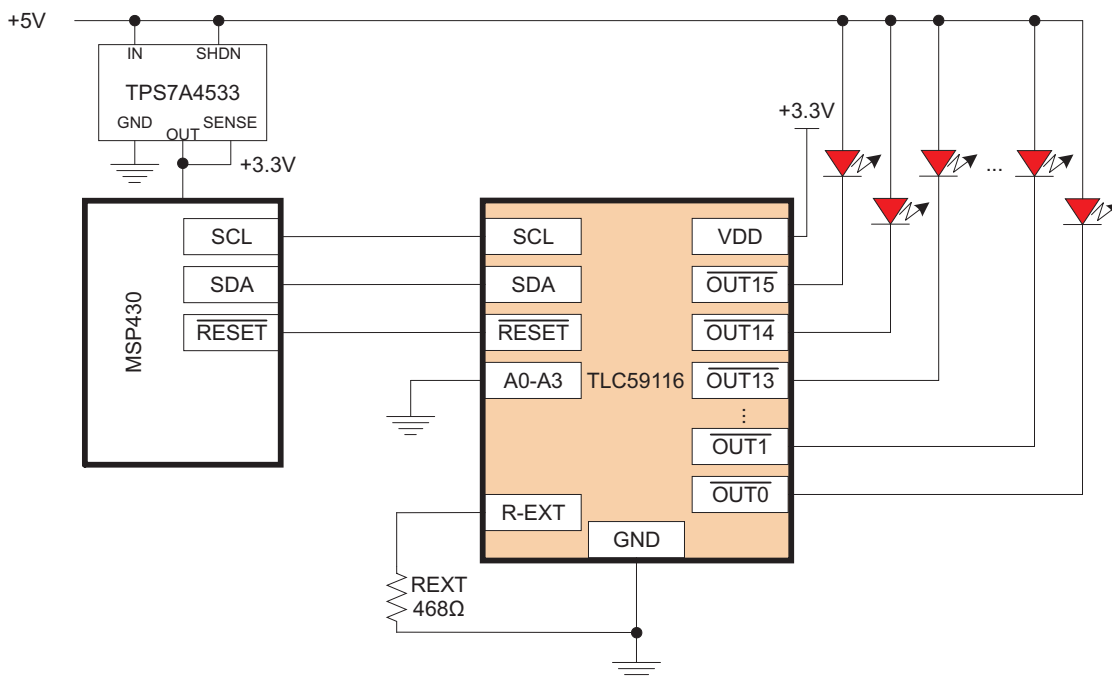 +5V
IN
SHDN
TPS7A4533
GND
OUT
SENSE
+3.3V
+3.3V
MSP430
SCL
SDA
RESET
SCL
SDA
RESET
A0-A3
R-EXT
TLC59116
VDD
OUT15
OUT14
OUT13
...
OUT1
OUT0
GND
...
REXT
468Ω